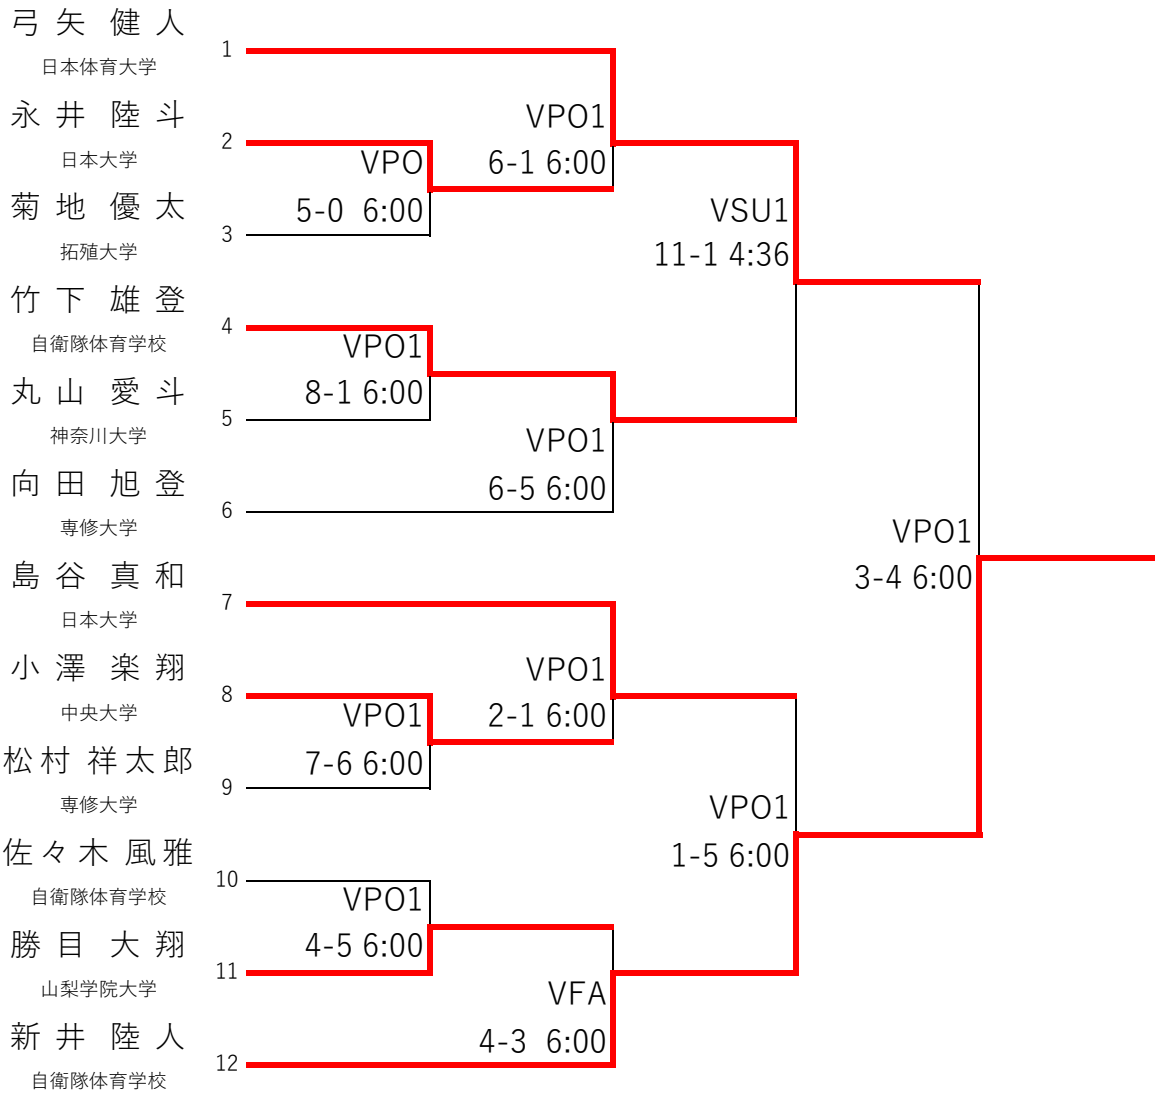 弓矢 健人
1
日本体育大学
永井 陸斗
2
日本大学
菊地 優太
3
拓殖大学
竹下 雄登
4
自衛隊体育学校
丸山 愛斗
5
神奈川大学
向田 旭登
6
専修大学
島谷 真和
7
日本大学
小澤 楽翔
8
中央大学
松村 祥太郎
9
専修大学
佐々木 風雅
10
自衛隊体育学校
勝目 大翔
11
山梨学院大学
新井 陸人
12
自衛隊体育学校
VPO
5-0 6:00
VPO1
8-1 6:00
VPO1
7-6 6:00
VPO1
4-5 6:00
VPO1
6-1 6:00
VPO1
6-5 6:00
VPO1
2-1 6:00
VFA
4-3 6:00
VSU1
11-1 4:36
VPO1
1-5 6:00
VPO1
3-4 6:00